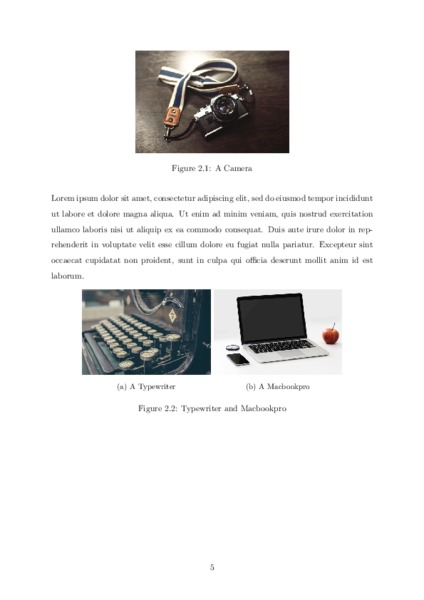 Figure 2.1: A Camera
Lorem ipsum dolor sit amet, consectetur adipiscing elit, sed do eiusmod tempor incididunt
ut labore et dolore magna aliqua. Ut enim ad minim veniam, quis nostrud exercitation
ullamco laboris nisi ut aliquip ex ea commodo consequat. Duis aute irure dolor in rep-
rehenderit in voluptate velit esse cillum dolore eu fugiat nulla pariatur. Excepteur sint
occaecat cupidatat non proident, sunt in culpa qui officia deserunt mollit anim id est
laborum.
(a) A Typewriter
(b) A Macbookpro
Figure 2.2: Typewriter and Macbookpro
5